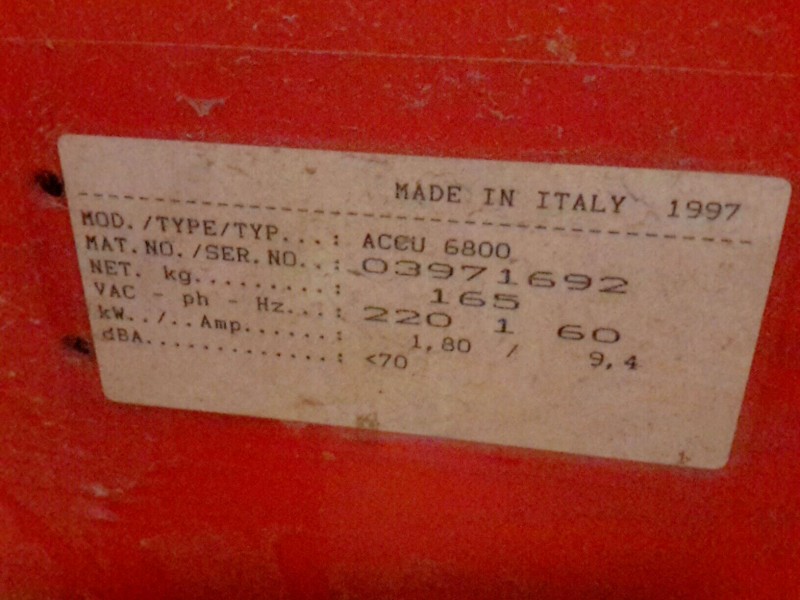 MADE IN ITALY 1997
MOD./TYPE/TYP...: ACCU 6800
MAT.NO./SER.NO..: 03971692
NET. kg.........: 165
VAC - ph - Hz...: 220 1 60
kW../..Amp......: 1,80 / 9,4
dBA.............: <70